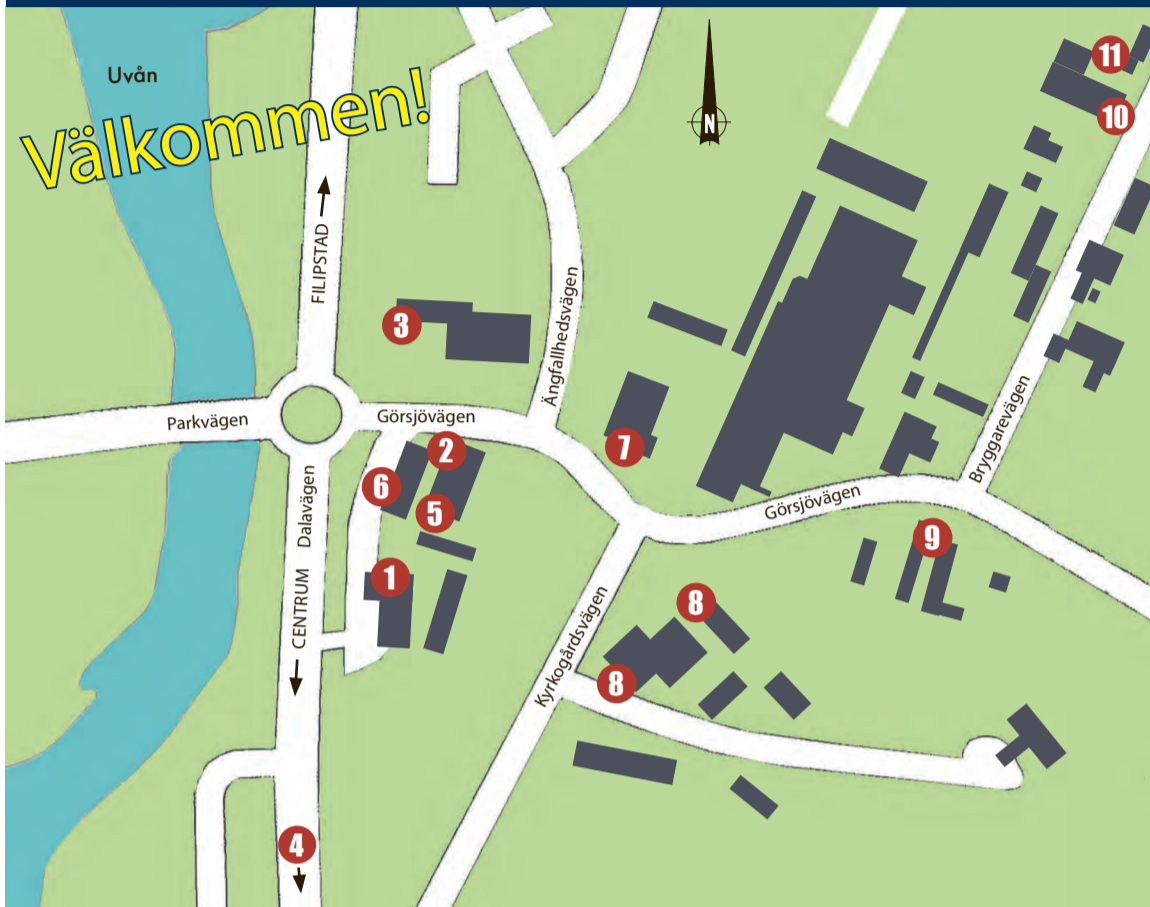 Uvån
Välkommen!
N
11
10
FILIPSTAD
3
Ängfallhedsvägen
Parkvägen
Görsjövägen
2
7
6
5
Bryggarevägen
Görsjövägen
Dalavägen
9
1
CENTRUM
8
Kyrkogårdsvägen
8
4